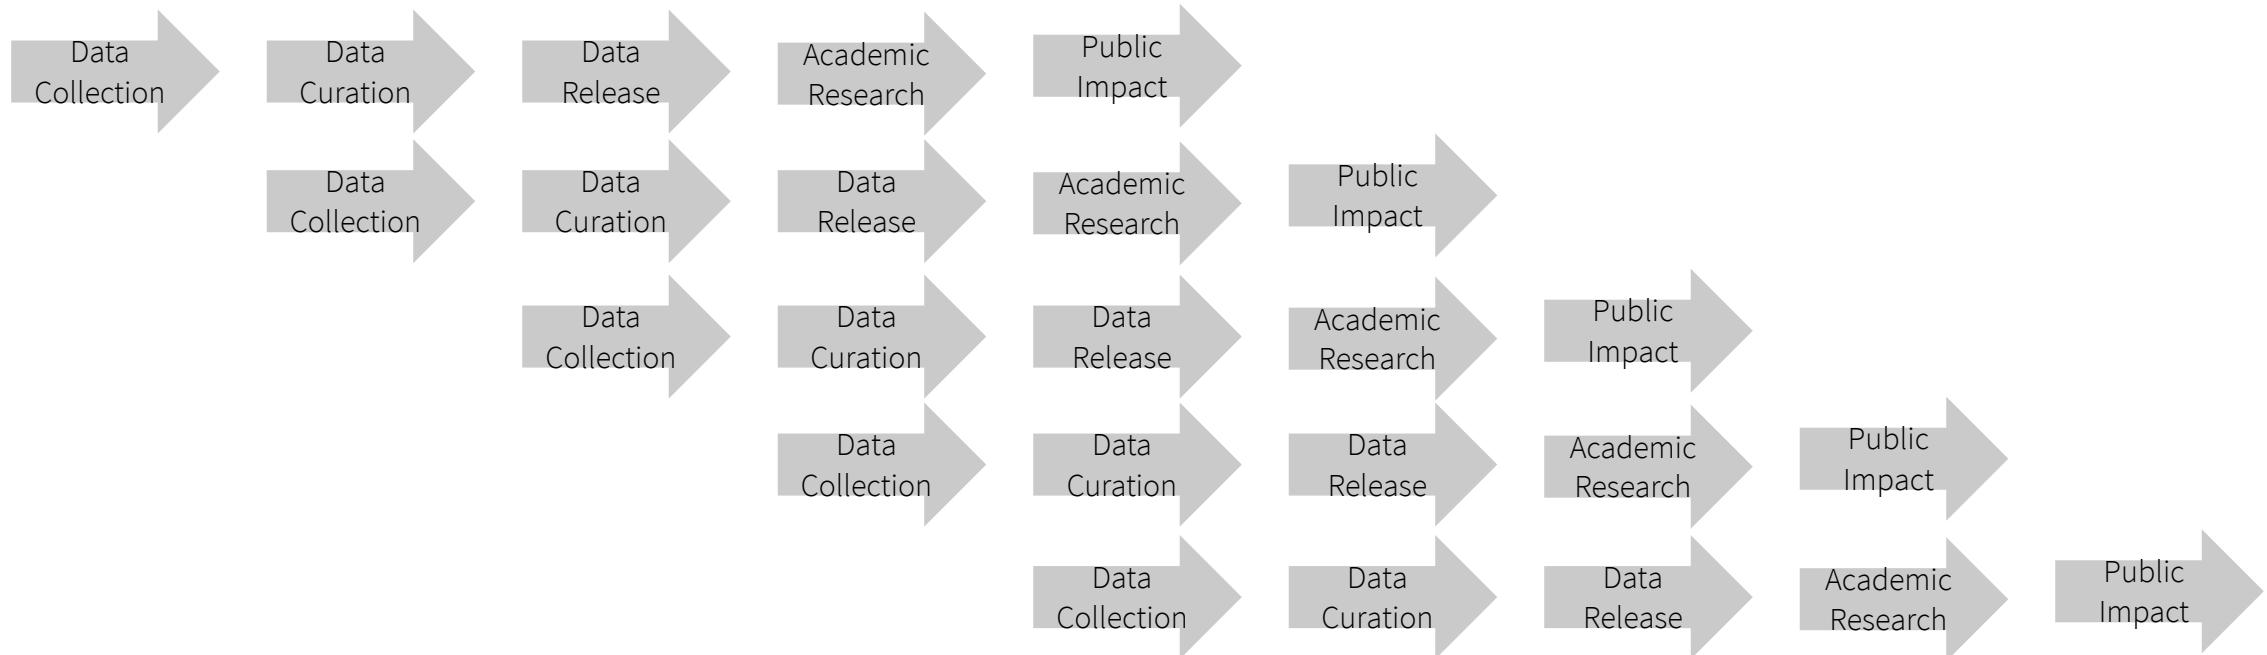 Data
Collection
Data
Curation
Data
Release
Academic
Research
Public
Impact
Data
Collection
Data
Curation
Data
Release
Academic
Research
Public
Impact
Data
Collection
Data
Curation
Data
Release
Academic
Research
Public
Impact
Data
Collection
Data
Curation
Data
Release
Academic
Research
Public
Impact
Data
Collection
Data
Curation
Data
Release
Academic
Research
Public
Impact